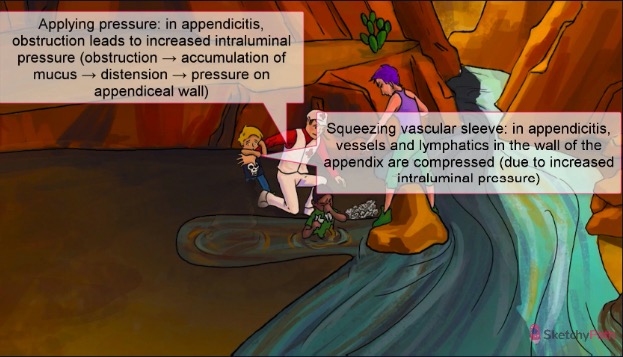 Applying pressure: in appendicitis,
obstruction leads to increased intraluminal
pressure (obstruction → accumulation of
mucus → distension → pressure on
appendiceal wall)
Squeezing vascular sleeve: in appendicitis,
vessels and lymphatics in the wall of the
appendix are compressed (due to increased
intraluminal pressure)
SketchyPath